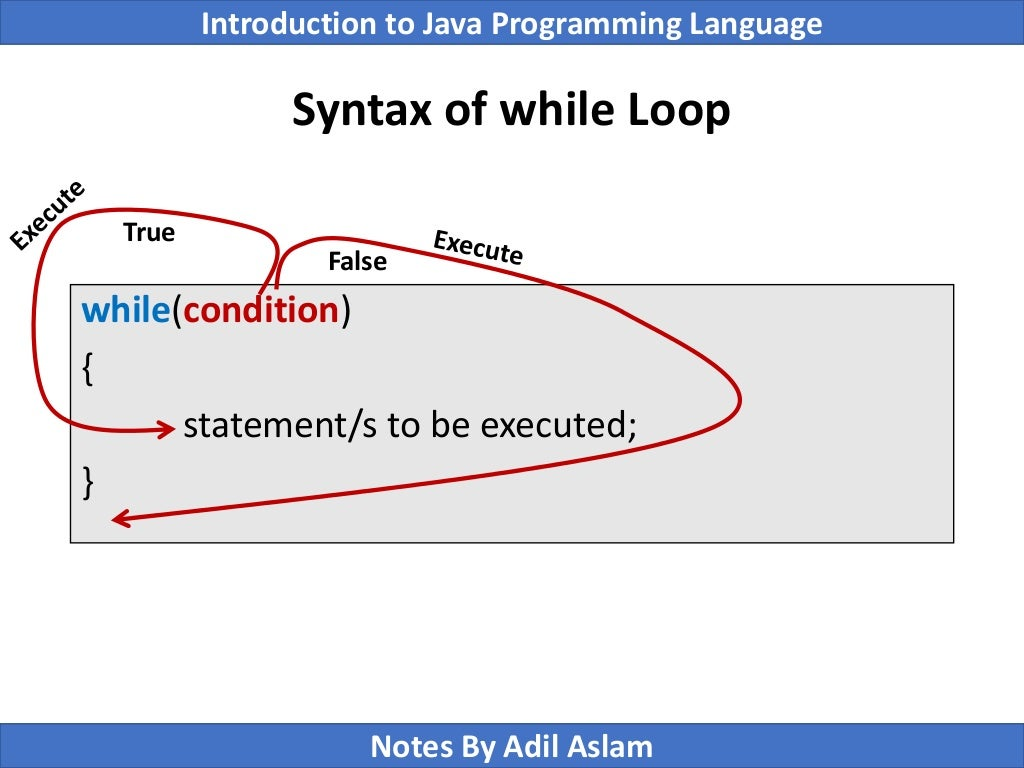 Introduction to Java Programming Language
Syntax of while Loop
Execute
True
False
Execute
while(condition)
{
statement/s to be executed;
}
Notes By Adil Aslam